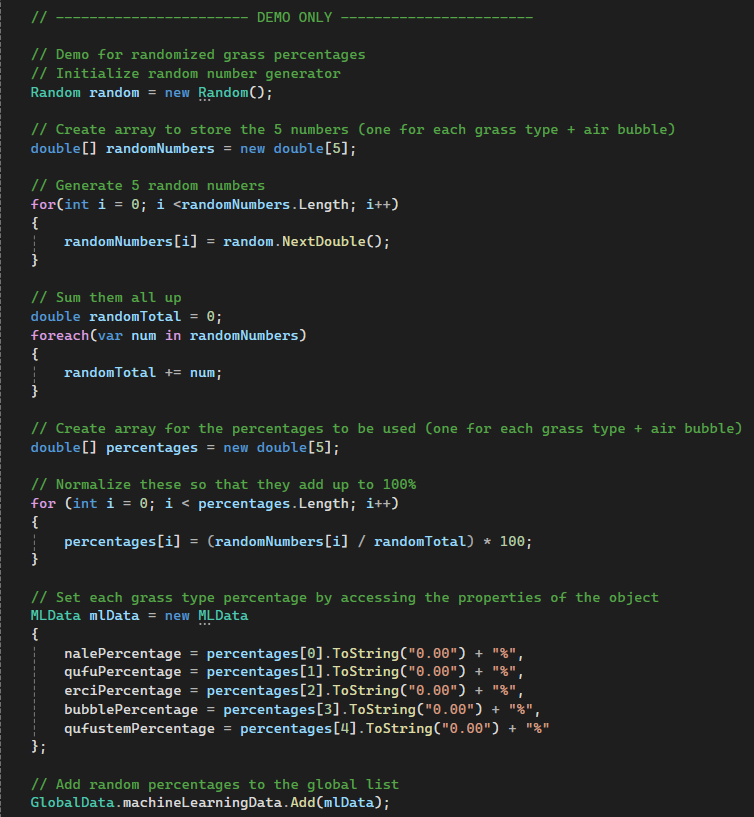 // ----------------------- DEMO ONLY -----------------------
// Demo for randomized grass percentages
// Initialize random number generator
Random random = new Random();
// Create array to store the 5 numbers (one for each grass type + air bubble)
double[] randomNumbers = new double[5];
// Generate 5 random numbers
for(int i = 0; i <randomNumbers.Length; i++)
{
    randomNumbers[i] = random.NextDouble();
}
// Sum them all up
double randomTotal = 0;
foreach(var num in randomNumbers)
{
    randomTotal += num;
}
// Create array for the percentages to be used (one for each grass type + air bubble)
double[] percentages = new double[5];
// Normalize these so that they add up to 100%
for (int i = 0; i < percentages.Length; i++)
{
    percentages[i] = (randomNumbers[i] / randomTotal) * 100;
}
// Set each grass type percentage by accessing the properties of the object
MLData mlData = new MLData
{
    nalePercentage = percentages[0].ToString("0.00") + "%",
    qufuPercentage = percentages[1].ToString("0.00") + "%",
    erciPercentage = percentages[2].ToString("0.00") + "%",
    bubblePercentage = percentages[3].ToString("0.00") + "%",
    qufustemPercentage = percentages[4].ToString("0.00") + "%"
};
// Add random percentages to the global list
GlobalData.machineLearningData.Add(mlData);